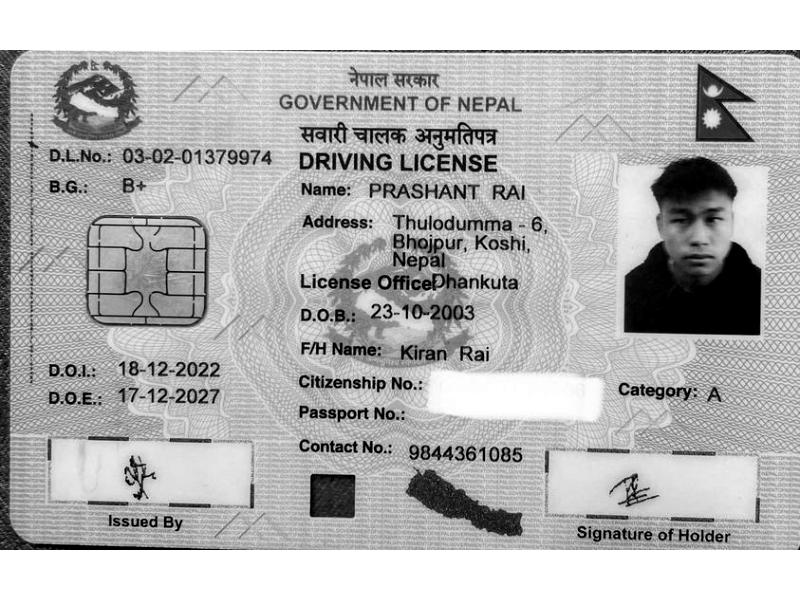 नेपाल सरकार
GOVERNMENT OF NEPAL
सवारी चालक अनुमतिपत्र
DRIVING LICENSE
D.L.No.: 03-02-01379974
B.G.: B+
Name: PRASHANT RAI
Address: Thulodumma - 6,
Bhojpur, Koshi,
Nepal
License Office: Dhankuta
D.O.B.: 23-10-2003
F/H Name: Kiran Rai
D.O.I.: 18-12-2022
D.O.E.: 17-12-2027
Citizenship No.:
Category: A
Passport No.:
Contact No.: 9844361085
Issued By
Signature of Holder